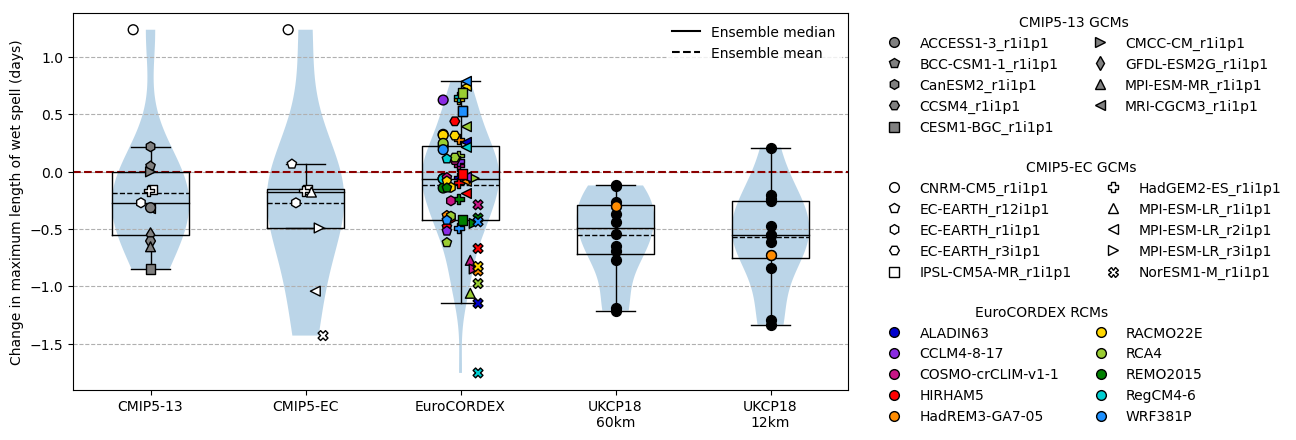 Change in maximum length of wet spell (days)
1.0
0.5
0.0
−0.5
−1.0
−1.5
Ensemble median
Ensemble mean
CMIP5-13
CMIP5-EC
EuroCORDEX
UKCP18
60km
UKCP18
12km
CMIP5-13 GCMs
ACCESS1-3_r1i1p1
BCC-CSM1-1_r1i1p1
CanESM2_r1i1p1
CCSM4_r1i1p1
CESM1-BGC_r1i1p1
CMCC-CM_r1i1p1
GFDL-ESM2G_r1i1p1
MPI-ESM-MR_r1i1p1
MRI-CGCM3_r1i1p1
CMIP5-EC GCMs
CNRM-CM5_r1i1p1
EC-EARTH_r12i1p1
EC-EARTH_r1i1p1
EC-EARTH_r3i1p1
IPSL-CM5A-MR_r1i1p1
HadGEM2-ES_r1i1p1
MPI-ESM-LR_r1i1p1
MPI-ESM-LR_r2i1p1
MPI-ESM-LR_r3i1p1
NorESM1-M_r1i1p1
EuroCORDEX RCMs
ALADIN63
CCLM4-8-17
COSMO-crCLIM-v1-1
HIRHAM5
HadREM3-GA7-05
RACMO22E
RCA4
REMO2015
RegCM4-6
WRF381P